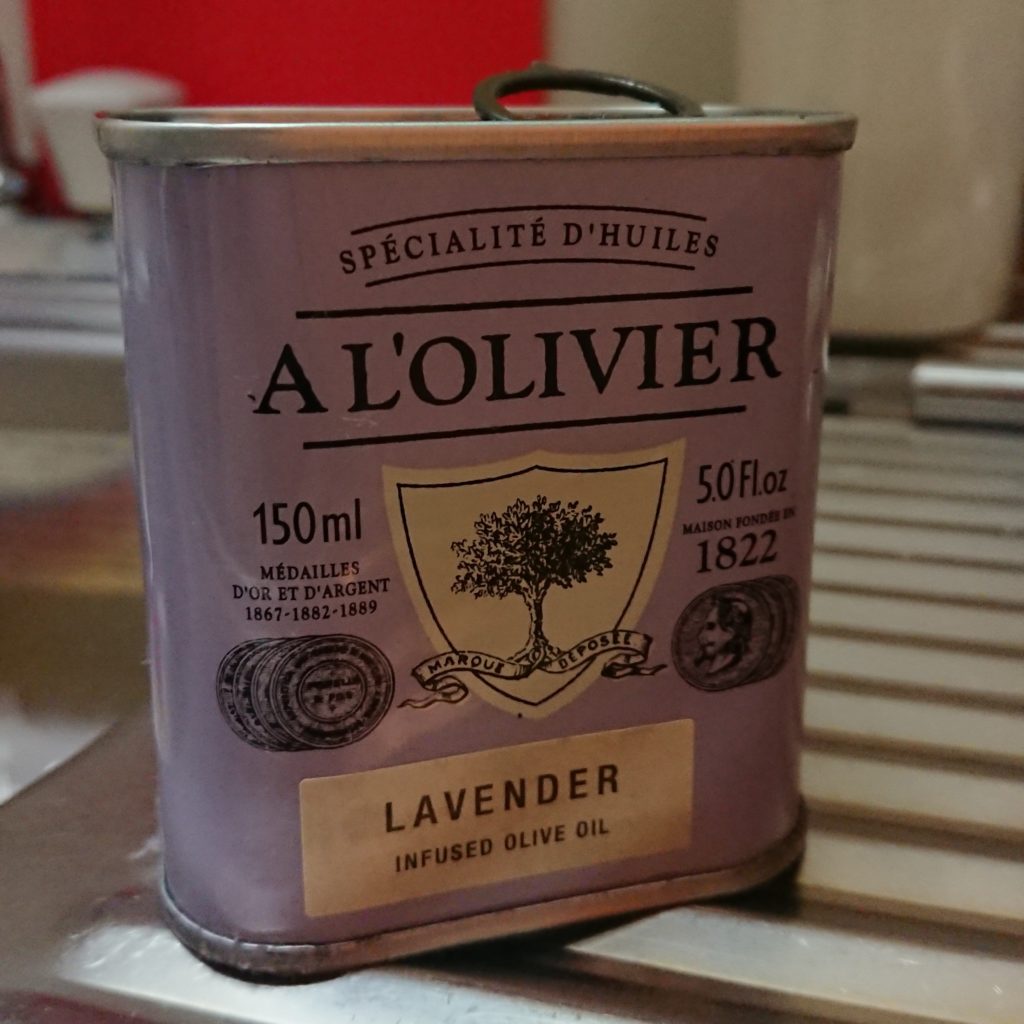 SPÉCIALITÉ D'HUILES
A L'OLIVIER
150ml
MÉDAILLES
D'OR ET D'ARGENT
1867-1882-1889
5.0 Fl.oz
MAISON FONDÉE EN
1822
MARQUE DÉPOSÉE
LAVENDER
INFUSED OLIVE OIL